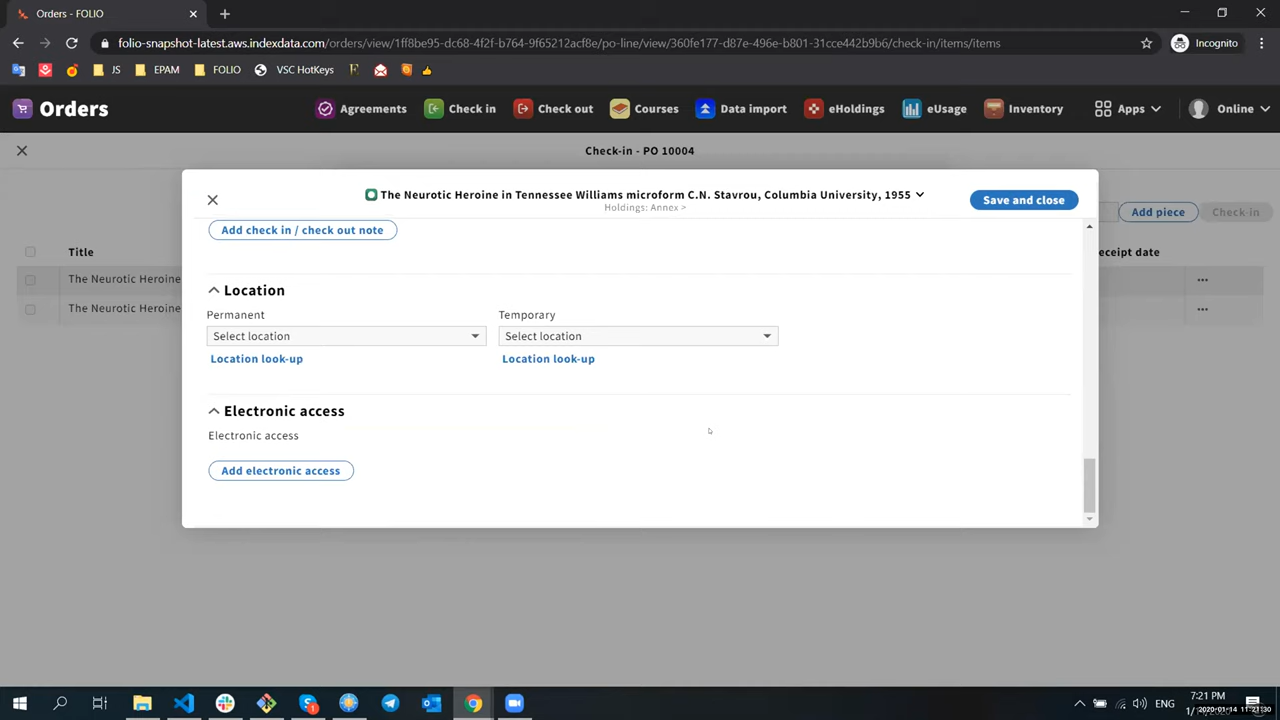 Orders - FOLIO
folio-snapshot-latest.aws.indexdata.com/orders/view/1ff8be95-dc68-4f2f-b764-9f65212acf8e/po-line/view/360fe177-d87e-496e-b801-31cce442b9b6/check-in/items/items
Incognito
JS EPAM FOLIO VSC HotKeys
Orders Agreements Check in Check out Courses Data import eHoldings eUsage Inventory Apps Online
Check-in - PO 10004
The Neurotic Heroine in Tennessee Williams microform C.N. Stavrou, Columbia University, 1955
Holdings: Annex >
Save and close
Add piece Check-in
Add check in / check out note
Title
eceipt date
The Neurotic Heroine
The Neurotic Heroine
Location
Permanent Temporary
Select location Select location
Location look-up Location look-up
Electronic access
Electronic access
Add electronic access
ENG
7:21 PM
2020-01-14 11:21:30